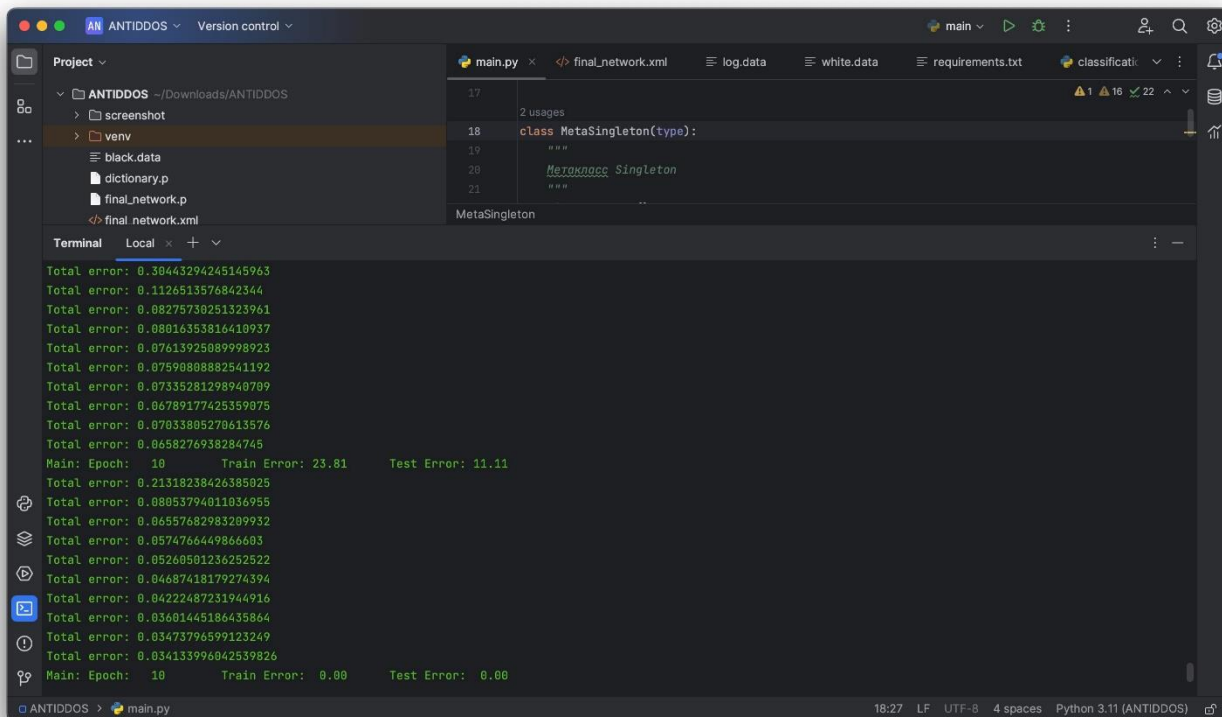 AN ANTIDDOS Version control main
Project
main.py final_network.xml log.data white.data requirements.txt classificatic
ANTIDDOS ~/Downloads/ANTIDDOS
screenshot
venv
black.data
dictionary.p
final_network.p
final_network.xml
17 1 16 22
2 usages
18 class MetaSingleton(type):
19 """
20 Метакласс Singleton
21 """
MetaSingleton
Terminal Local
Total error: 0.30443294245145963
Total error: 0.1126513576842344
Total error: 0.08275730251323961
Total error: 0.08016353816410937
Total error: 0.07613925089998923
Total error: 0.07590808882541192
Total error: 0.07335281298940709
Total error: 0.06789177425359075
Total error: 0.07033805270613576
Total error: 0.0658276938284745
Main: Epoch: 10 Train Error: 23.81 Test Error: 11.11
Total error: 0.21318238426385025
Total error: 0.08053794011036955
Total error: 0.06557682983209932
Total error: 0.0574766449866603
Total error: 0.05260501236252522
Total error: 0.04687418179274394
Total error: 0.04222487231944916
Total error: 0.03601445186435864
Total error: 0.03473796599123249
Total error: 0.034133996042539826
Main: Epoch: 10 Train Error: 0.00 Test Error: 0.00
ANTIDDOS > main.py 18:27 LF UTF-8 4 spaces Python 3.11 (ANTIDDOS)